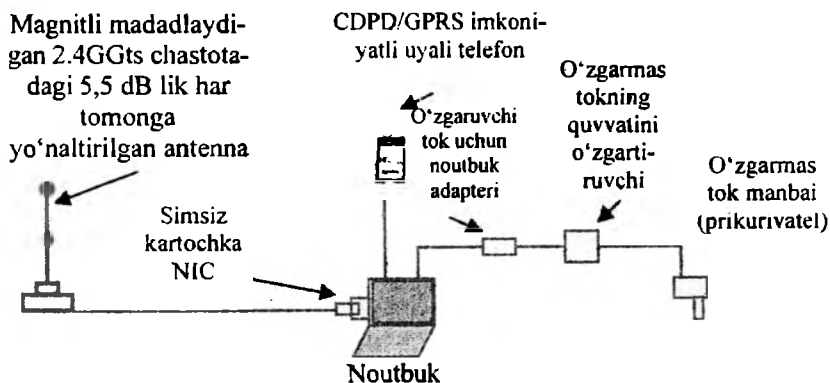 Magnitli madadlaydi-
gan 2.4GGts chastota-
dagi 5,5 dB lik har
tomonga
yo‘naltirilgan antenna
CDPD/GPRS imkoni-
yatli uyali telefon
O‘zgaruvchi
tok uchun
noutbuk
adapteri
O‘zgarmas
tokning
quvvatini
o‘zgarti-
ruvchi
O‘zgarmas
tok manbai
(prikurivatel)
Simsiz
kartochka
NIC
Noutbuk